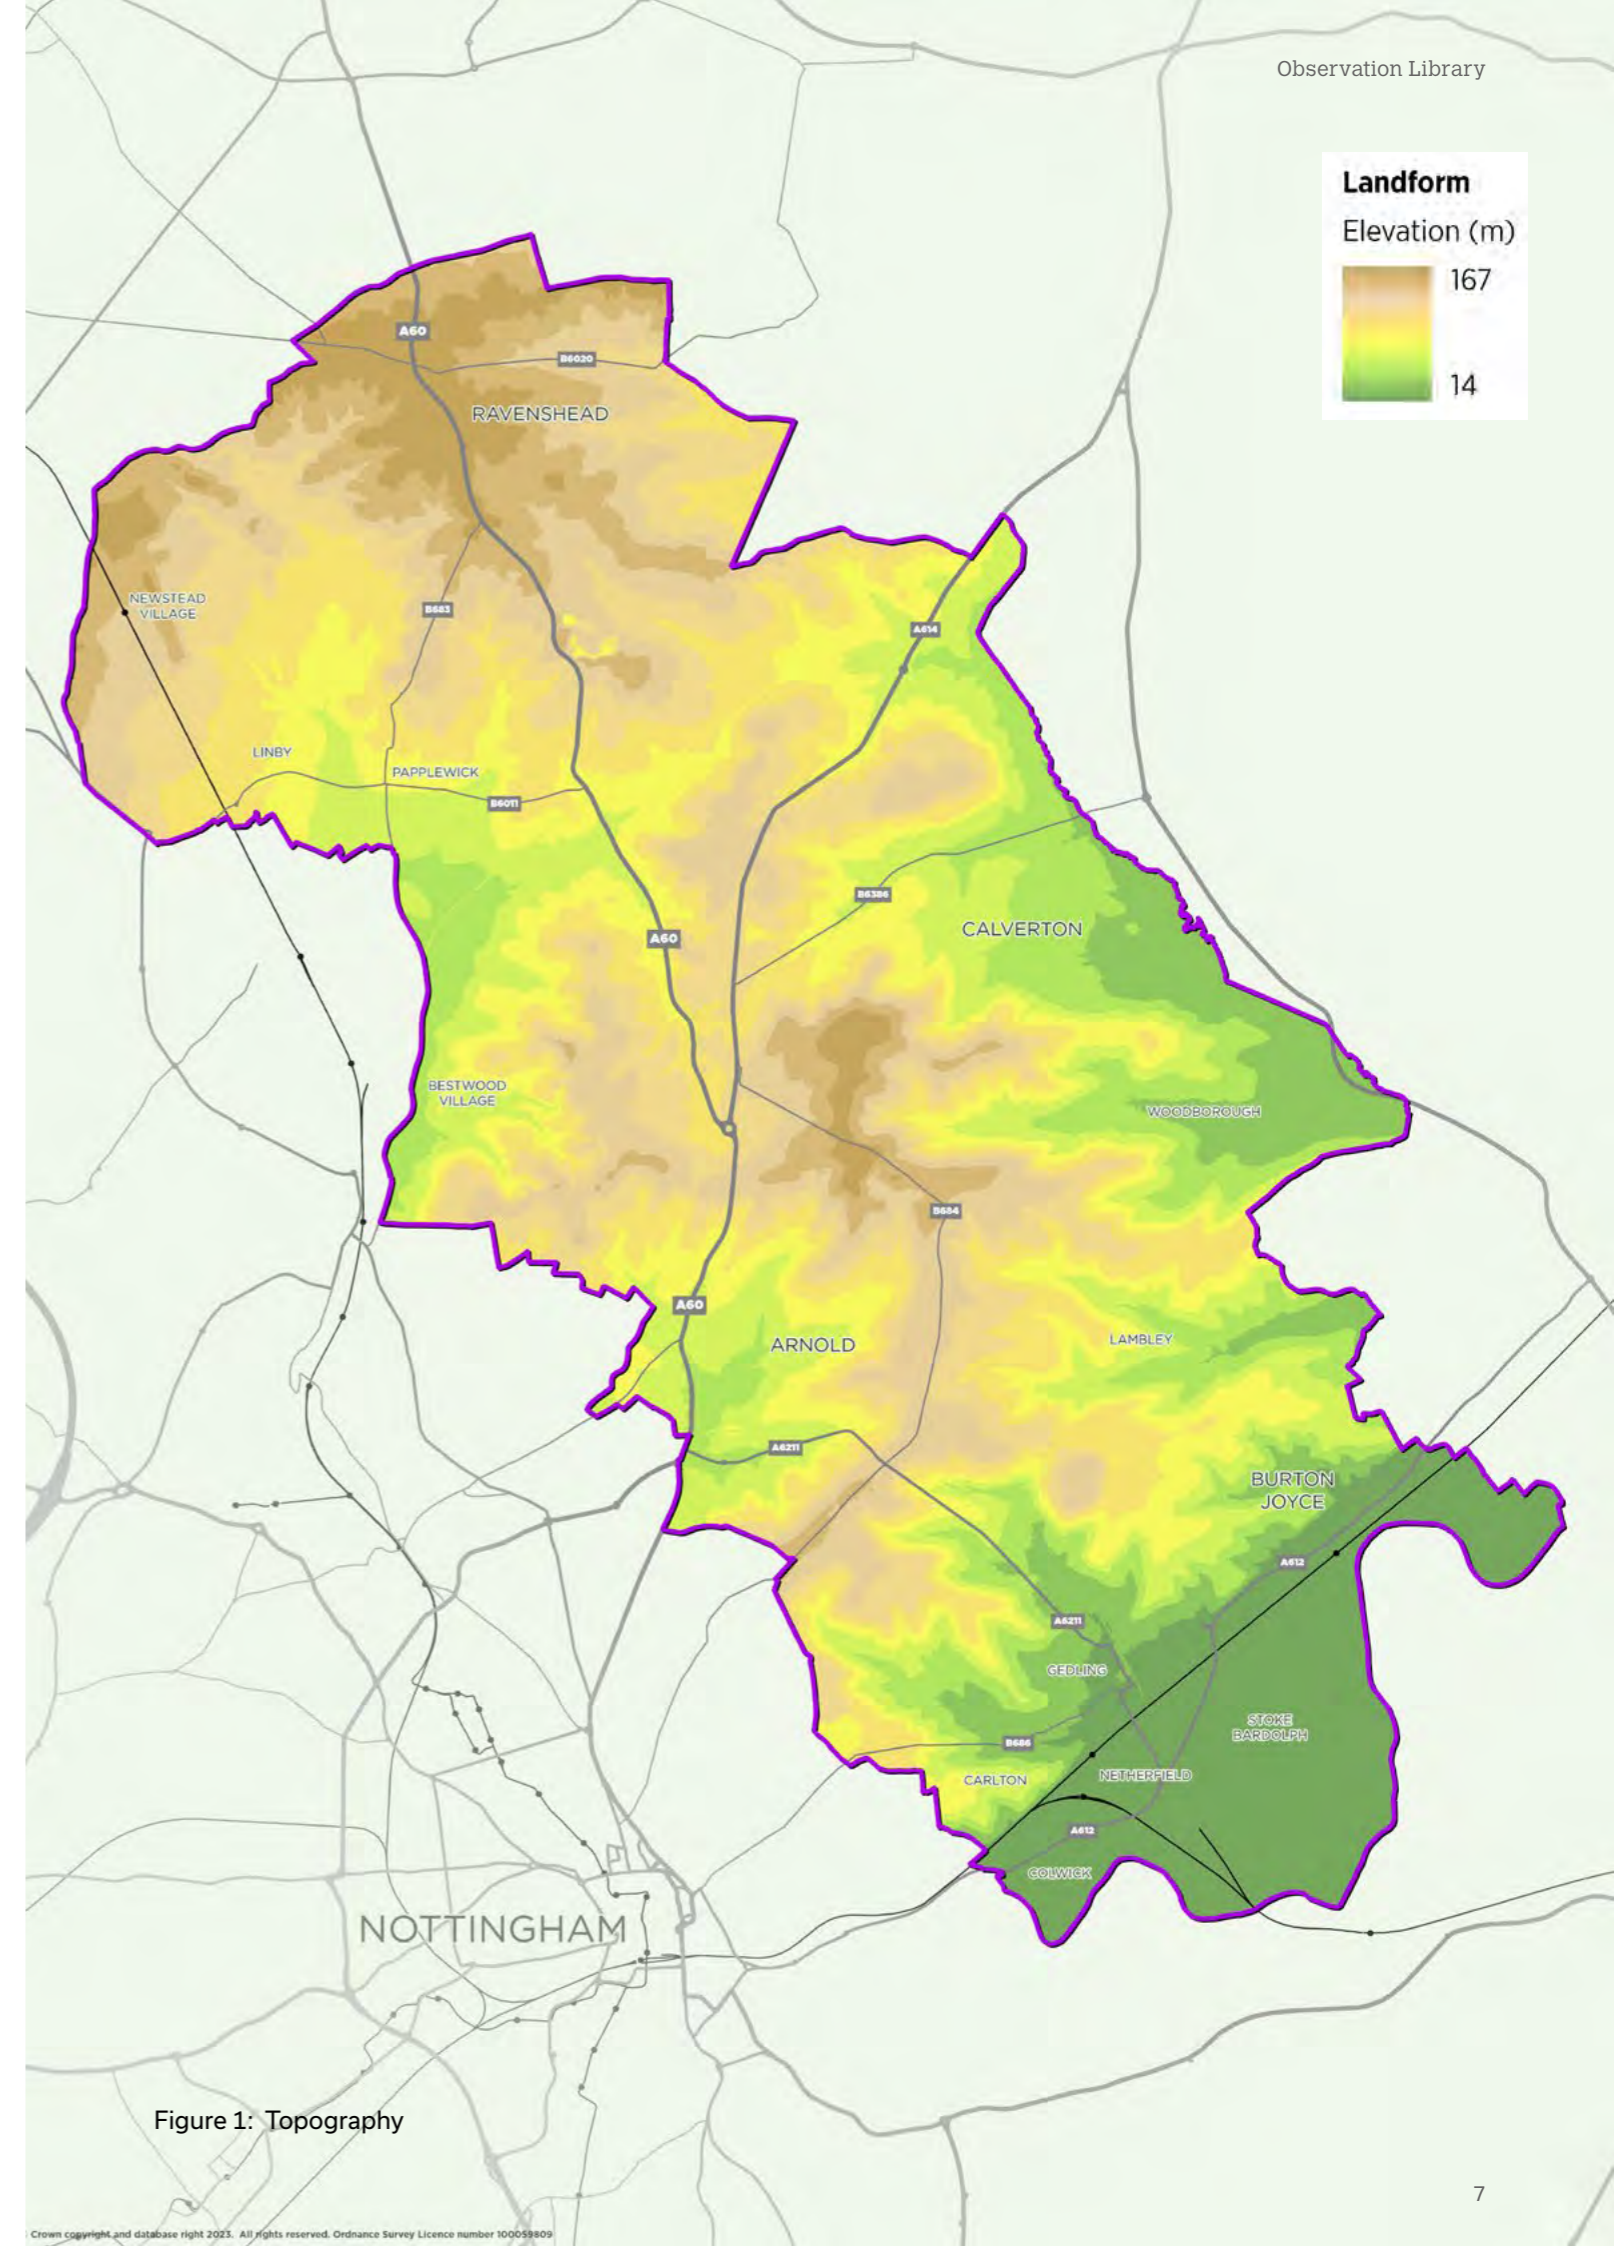 Observation Library
Landform
Elevation (m)
167
14
A60
B6020
RAVENSHEAD
NEWSTEAD
VILLAGE
B683
A614
LINBY
PAPPLEWICK
B6011
B6386
CALVERTON
A60
BESTWOOD
VILLAGE
WOODBOROUGH
B684
A60
ARNOLD
LAMBLEY
A6211
BURTON
JOYCE
A612
A6211
GEDLING
STOKE
BARDOLPH
B686
NETHERFIELD
CARLTON
A612
COLWICK
NOTTINGHAM
Figure 1: Topography
7
Crown copyright and database right 2023. All rights reserved. Ordnance Survey Licence number 100059809